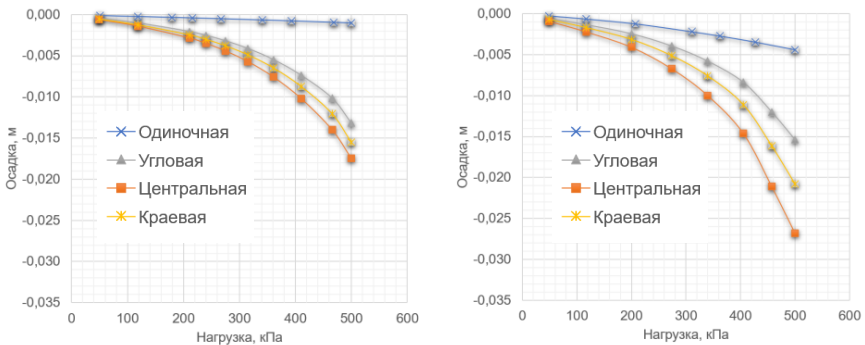 0,000
-0,005
-0,010
-0,015
-0,020
-0,025
-0,030
-0,035
Осадка, м
Одиночная
Угловая
Центральная
Краевая
0 100 200 300 400 500 600
Нагрузка, кПа
0,000
-0,005
-0,010
-0,015
-0,020
-0,025
-0,030
-0,035
Осадка, м
Одиночная
Угловая
Центральная
Краевая
0 100 200 300 400 500 600
Нагрузка, кПа